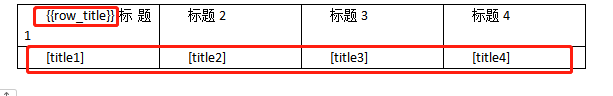 {{row_title}}标 题 标题 2 标题 3 标题 4
1
[title1] [title2] [title3] [title4]